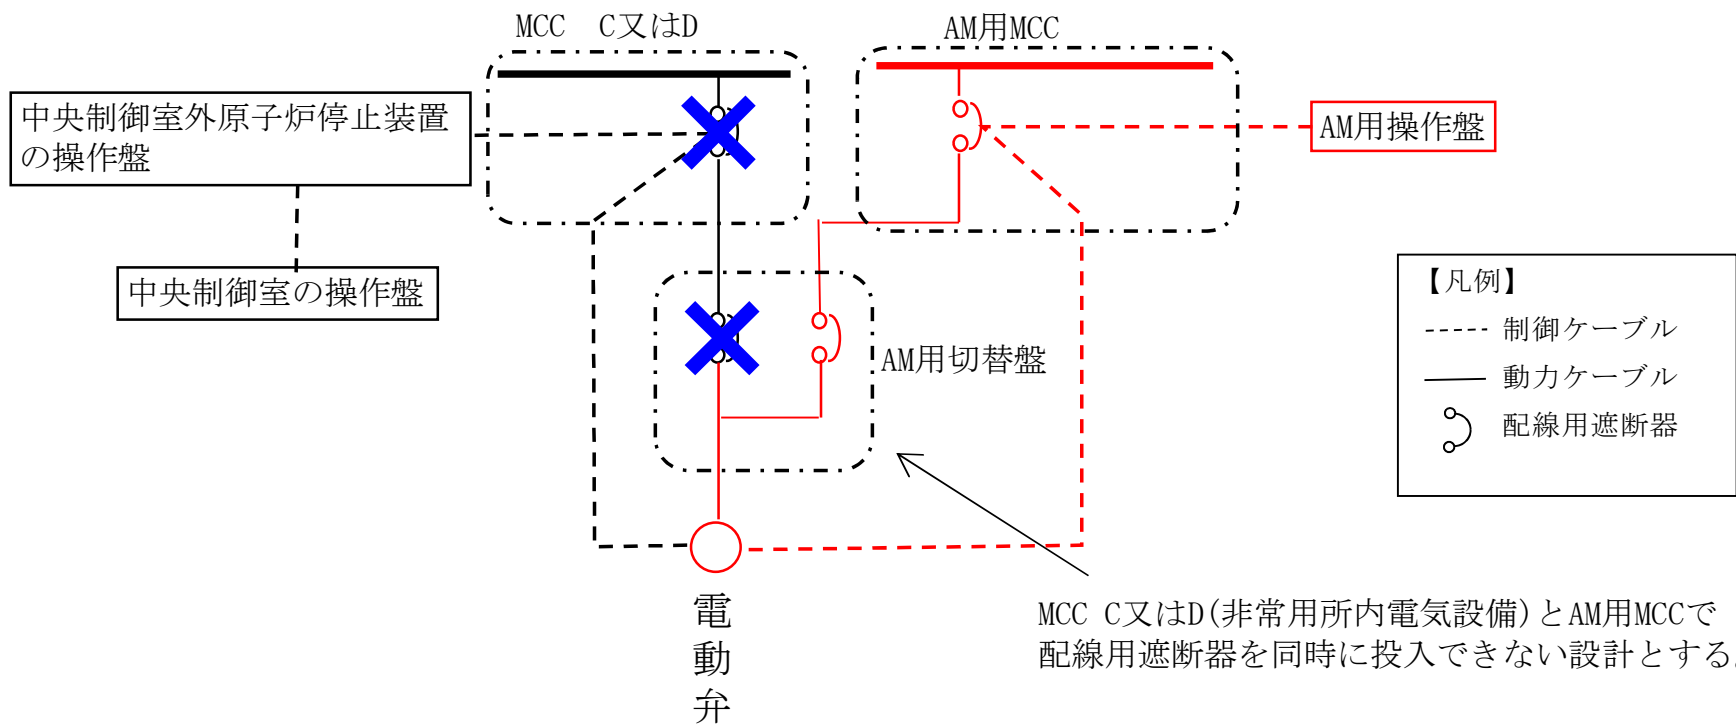 MCC　C又はD
AM用MCC
中央制御室外原子炉停止装置
の操作盤
AM用操作盤
中央制御室の操作盤
AM用切替盤
【凡例】
制御ケーブル
動力ケーブル
配線用遮断器
電動弁
MCC C又はD(非常用所内電気設備)とAM用MCCで
配線用遮断器を同時に投入できない設計とする。